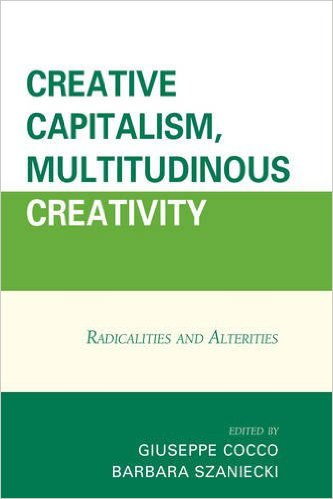 CREATIVE
CAPITALISM,
MULTITUDINOUS
CREATIVITY
RADICALITIES AND ALTERITIES
EDITED BY
GIUSEPPE COCCO
BARBARA SZANIECKI